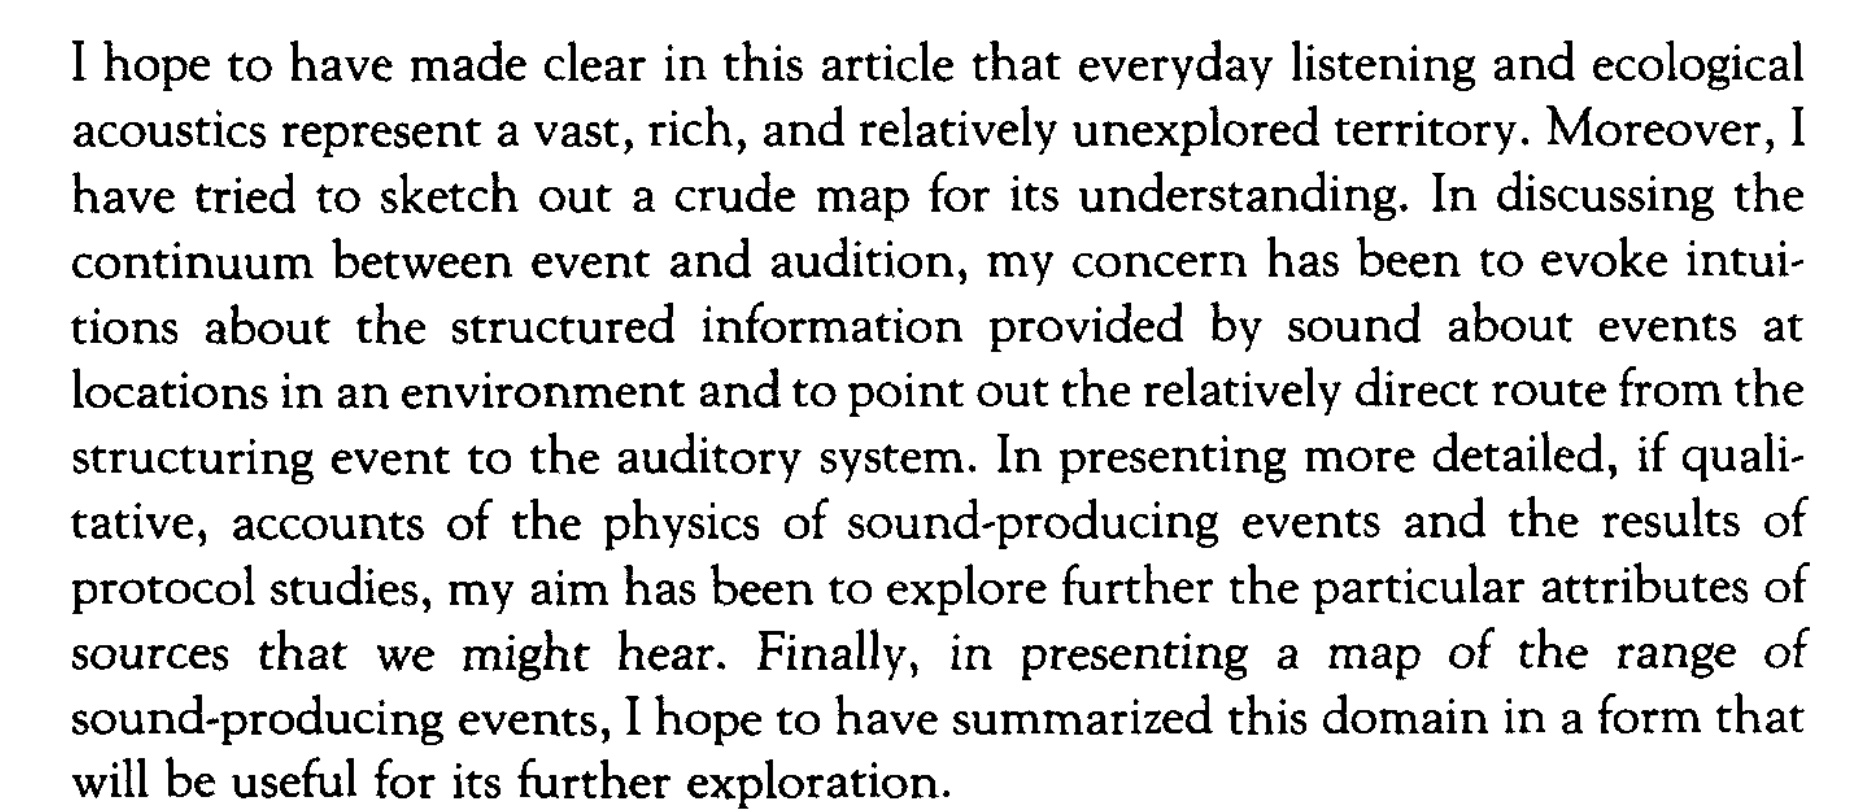 I hope to have made clear in this article that everyday listening and ecological
acoustics represent a vast, rich, and relatively unexplored territory. Moreover, I
have tried to sketch out a crude map for its understanding. In discussing the
continuum between event and audition, my concern has been to evoke intui-
tions about the structured information provided by sound about events at
locations in an environment and to point out the relatively direct route from the
structuring event to the auditory system. In presenting more detailed, if quali-
tative, accounts of the physics of sound-producing events and the results of
protocol studies, my aim has been to explore further the particular attributes of
sources that we might hear. Finally, in presenting a map of the range of
sound-producing events, I hope to have summarized this domain in a form that
will be useful for its further exploration.